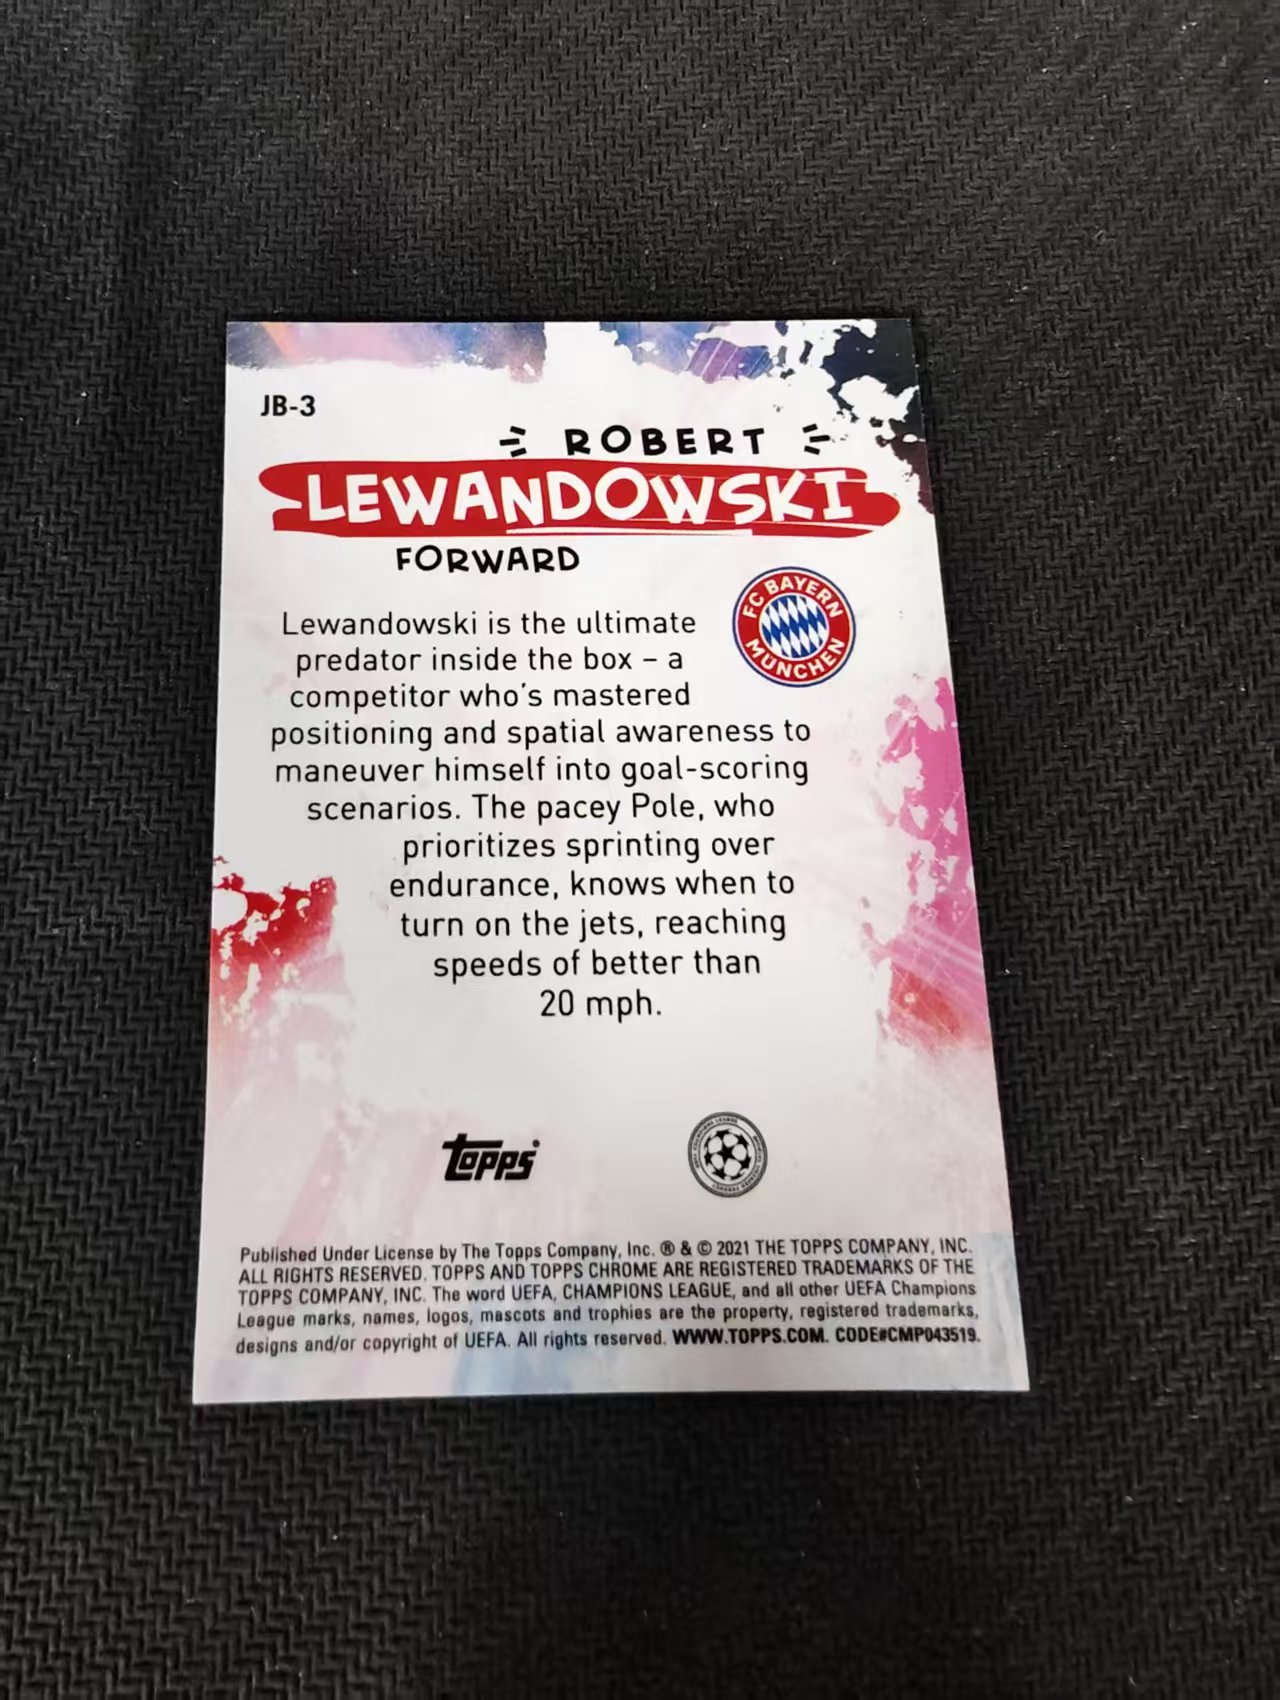 JB-3
ROBERT
LEWANDOWSKI
FORWARD
FC BAYERN
MÜNCHEN
Lewandowski is the ultimate
predator inside the box – a
competitor who's mastered
positioning and spatial awareness to
maneuver himself into goal-scoring
scenarios. The pacey Pole, who
prioritizes sprinting over
endurance, knows when to
turn on the jets, reaching
speeds of better than
20 mph.
topps
Published Under License by The Topps Company, Inc. ® & © 2021 THE TOPPS COMPANY, INC.
ALL RIGHTS RESERVED. TOPPS AND TOPPS CHROME ARE REGISTERED TRADEMARKS OF THE
TOPPS COMPANY, INC. The word UEFA, CHAMPIONS LEAGUE, and all other UEFA Champions
League marks, names, logos, mascots and trophies are the property, registered trademarks,
designs and/or copyright of UEFA. All rights reserved. WWW.TOPPS.COM. CODE#CMP043519.